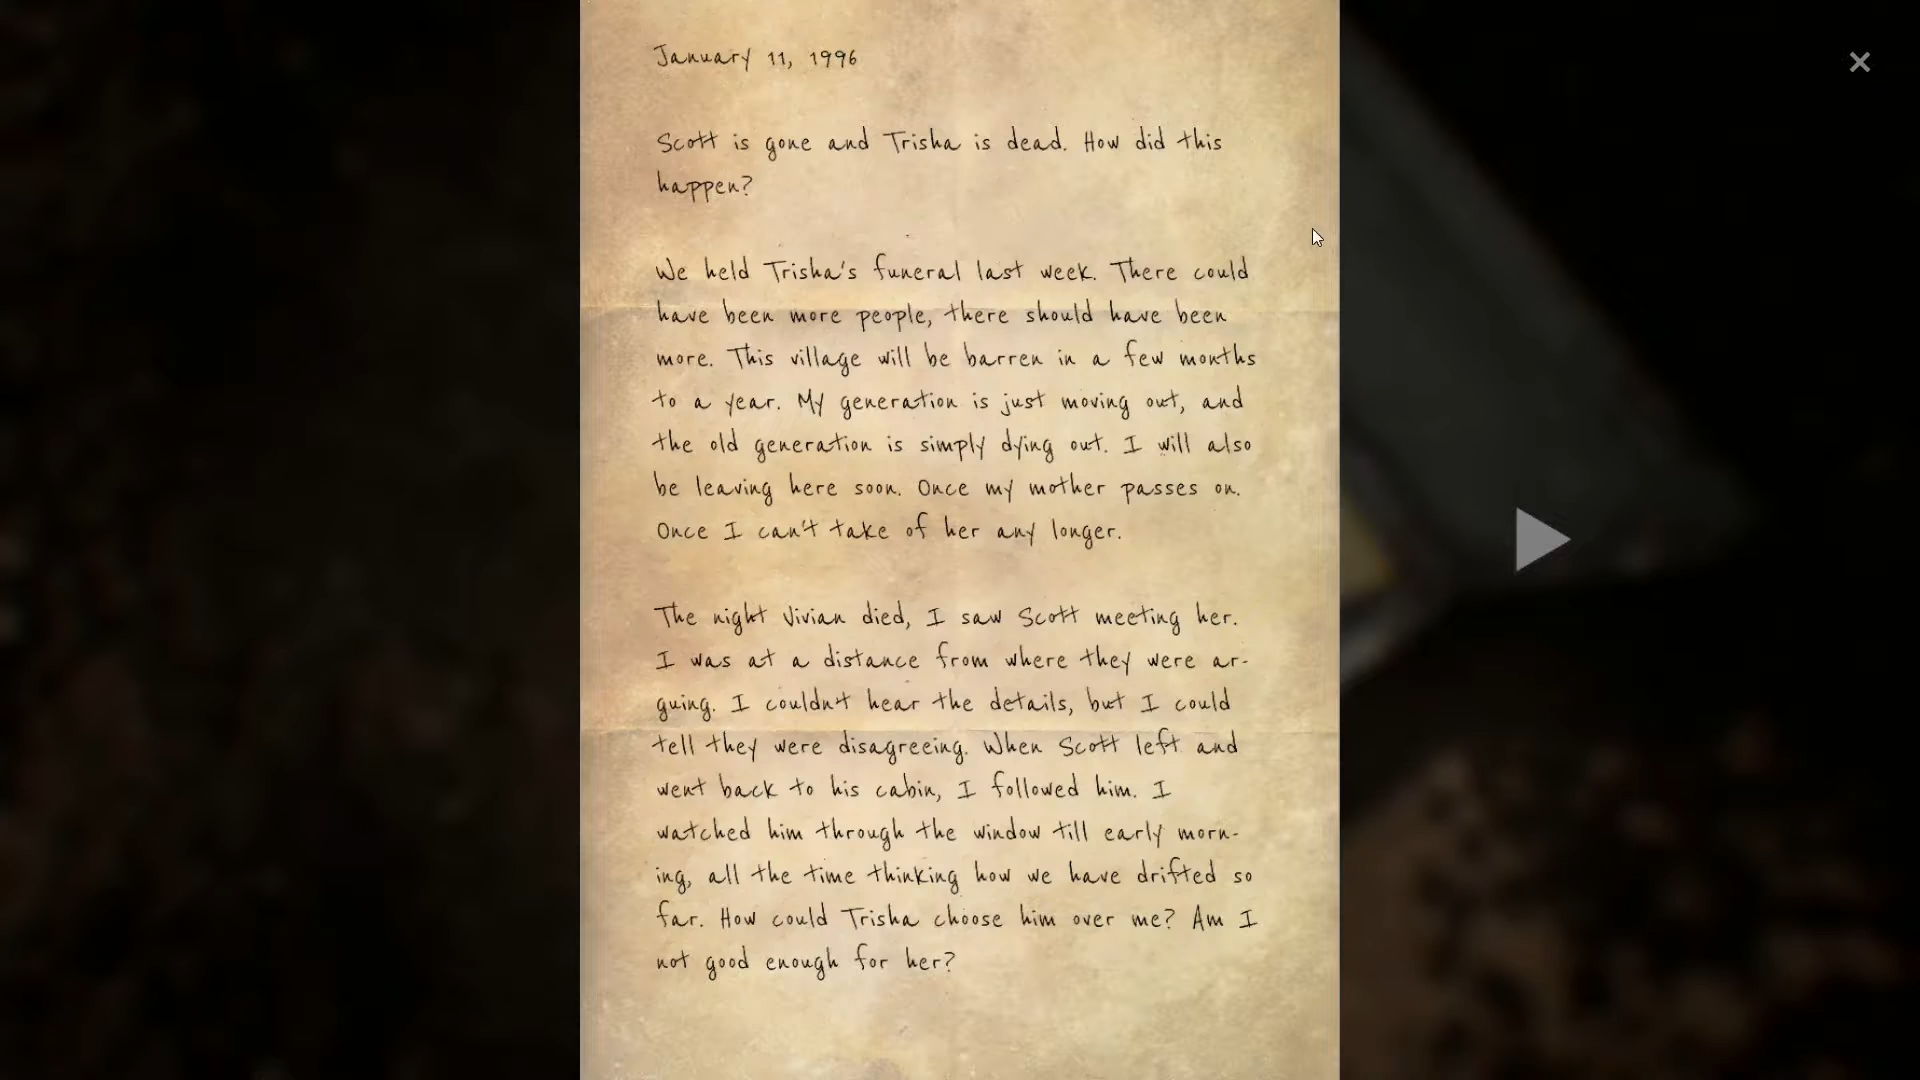 January 11, 1996
Scott is gone and Trisha is dead. How did this
happen?
We held Trisha's funeral last week. There could
have been more people, there should have been
more. This village will be barren in a few months
to a year. My generation is just moving out, and
the old generation is simply dying out. I will also
be leaving here soon. Once my mother passes on.
Once I can't take of her any longer.
The night Vivian died, I saw Scott meeting her.
I was at a distance from where they were ar-
guing. I couldn't hear the details, but I could
tell they were disagreeing. When Scott left and
went back to his cabin, I followed him. I
watched him through the window till early morn-
ing, all the time thinking how we have drifted so
far. How could Trisha choose him over me? Am I
not good enough for her?